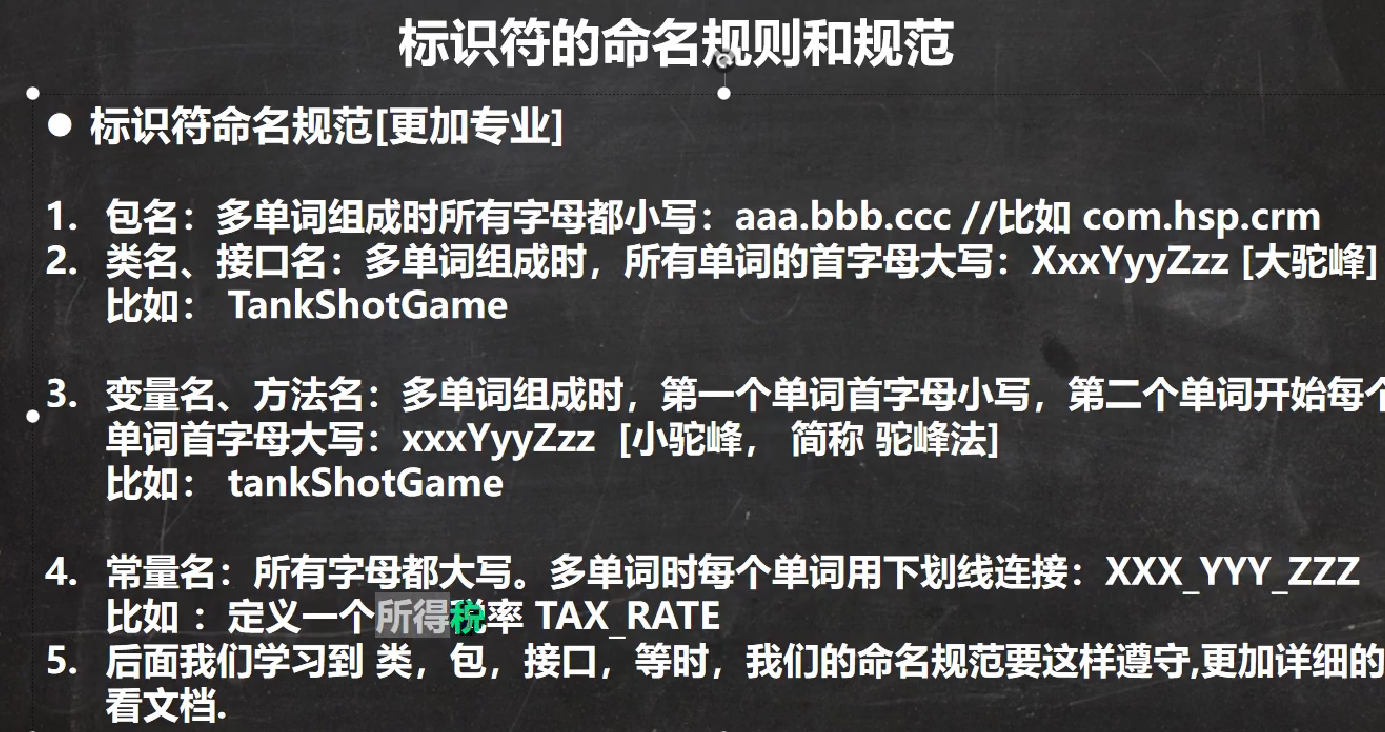 标识符的命名规则和规范
● 标识符命名规范[更加专业]
1. 包名：多单词组成时所有字母都小写：aaa.bbb.ccc //比如 com.hsp.crm
2. 类名、接口名：多单词组成时，所有单词的首字母大写：XxxYyyZzz [大驼峰]
比如： TankShotGame
3. 变量名、方法名：多单词组成时，第一个单词首字母小写，第二个单词开始每个
单词首字母大写：xxxYyyZzz [小驼峰， 简称 驼峰法]
比如： tankShotGame
4. 常量名：所有字母都大写。多单词时每个单词用下划线连接：XXX_YYY_ZZZ
比如 ：定义一个所得税率 TAX_RATE
5. 后面我们学习到 类，包，接口，等时，我们的命名规范要这样遵守,更加详细的
看文档.